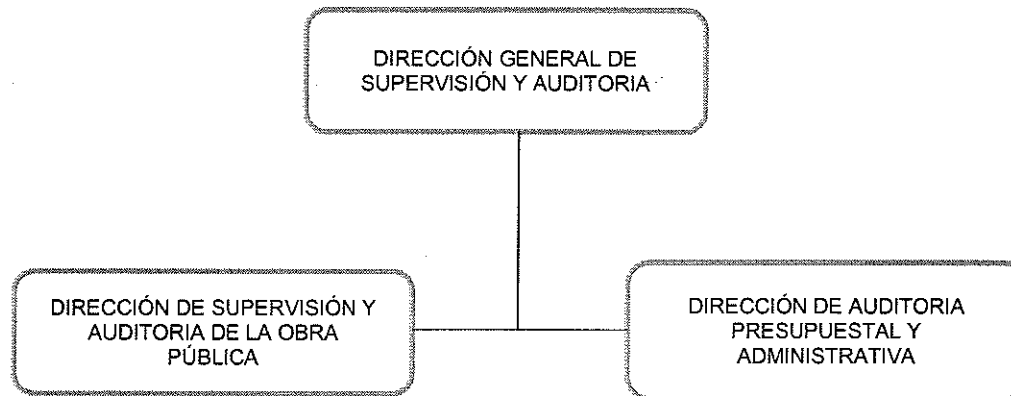 DIRECCIÓN GENERAL DE
SUPERVISIÓN Y AUDITORIA
DIRECCIÓN DE SUPERVISIÓN Y
AUDITORIA DE LA OBRA
PÚBLICA
DIRECCIÓN DE AUDITORIA
PRESUPUESTAL Y
ADMINISTRATIVA